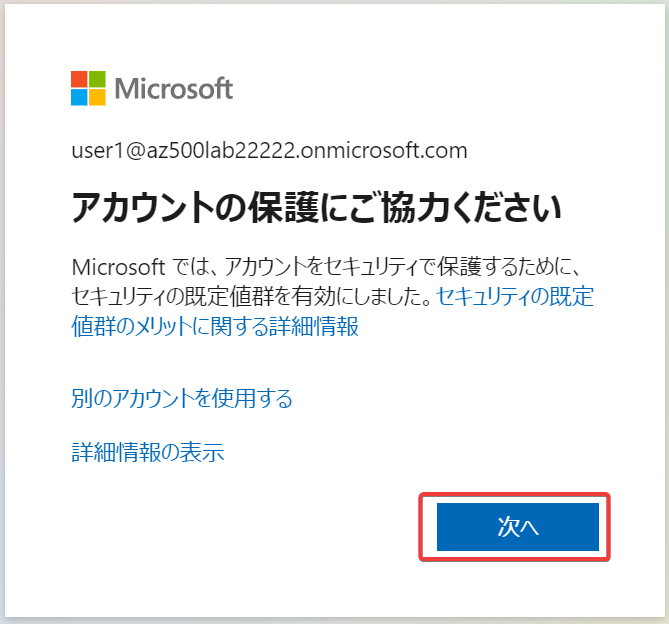 Microsoft
user1@az500lab22222.onmicrosoft.com
アカウントの保護にご協力ください
Microsoft では、アカウントをセキュリティで保護するために、
セキュリティの既定値群を有効にしました。セキュリティの既定
値群のメリットに関する詳細情報
別のアカウントを使用する
詳細情報の表示
次へ